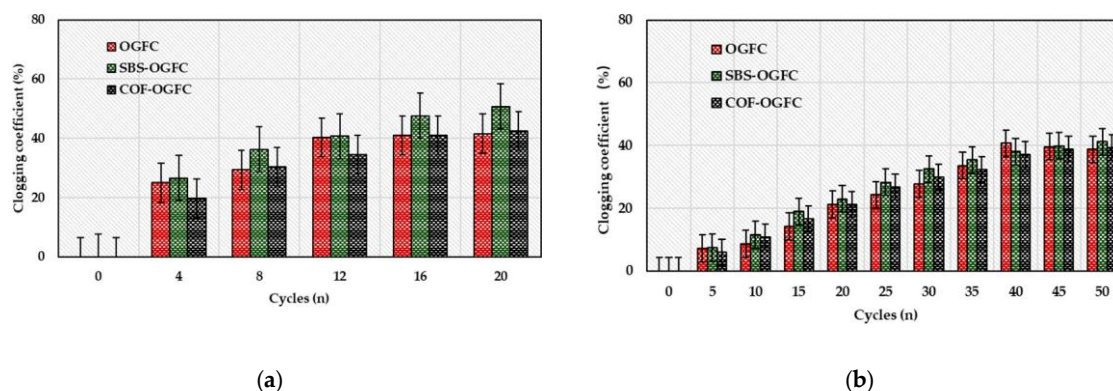 80
60
40
20
0
Clogging coefficient (%)
OGFC
SBS-OGFC
COF-OGFC
0 4 8 12 16 20
Cycles (n)
(a)
80
60
40
20
0
Clogging coefficient (%)
OGFC
SBS-OGFC
COF-OGFC
0 5 10 15 20 25 30 35 40 45 50
Cycles (n)
(b)